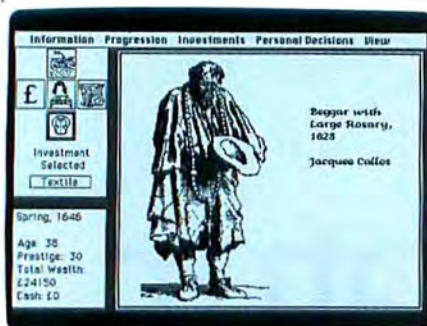 Information Progression Investments Personal Decisions View
£
Investment
Selected
Textile
Spring, 1646
Age: 38
Prestige: 30
Total Wealth:
£24150
Cash: £0
Beggar with
Large Rosary,
1623
Jacques Callot